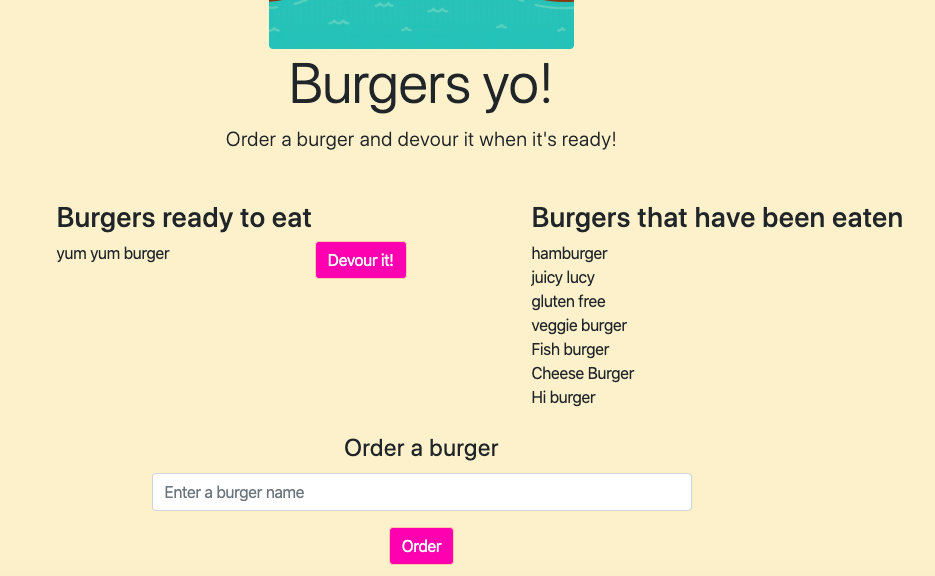 Burgers yo!
Order a burger and devour it when it's ready!
Burgers ready to eat
yum yum burger
Devour it!
Burgers that have been eaten
hamburger
juicy lucy
gluten free
veggie burger
Fish burger
Cheese Burger
Hi burger
Order a burger
Enter a burger name
Order